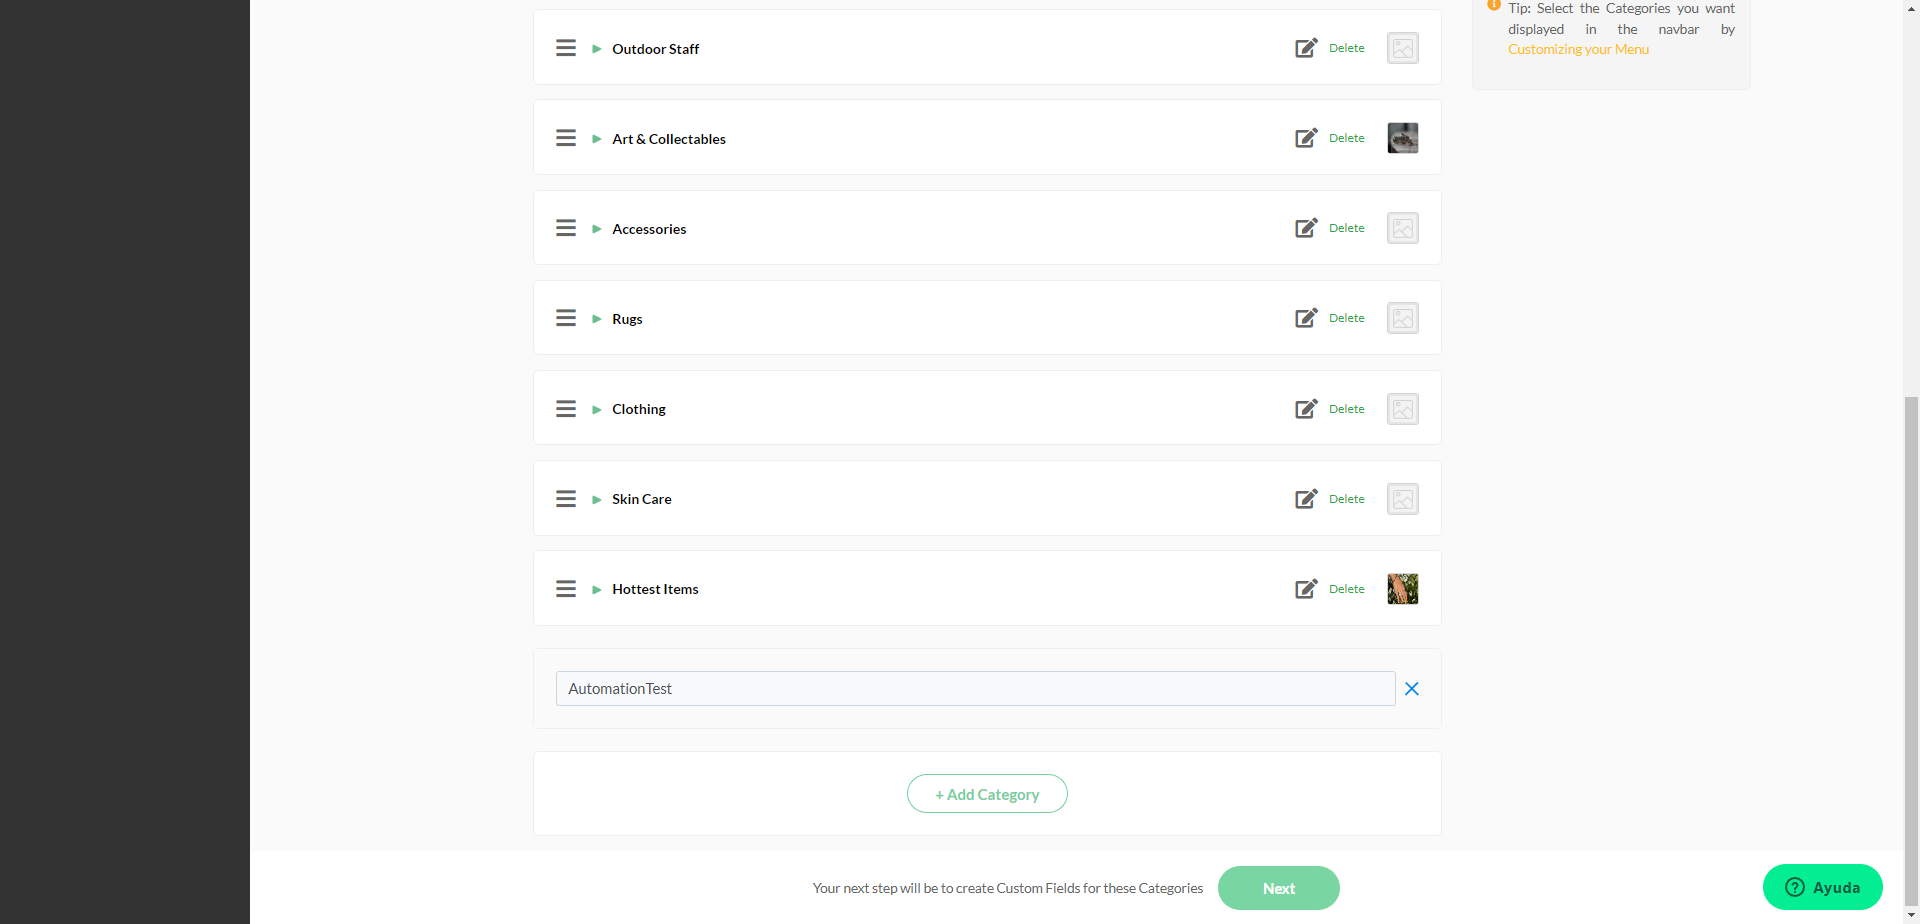 Tip: Select the Categories you want
displayed in the navbar by
Customizing your Menu
Outdoor Staff Delete
Art & Collectables Delete
Accessories Delete
Rugs Delete
Clothing Delete
Skin Care Delete
Hottest Items Delete
AutomationTest
+ Add Category
Your next step will be to create Custom Fields for these Categories Next
Ayuda